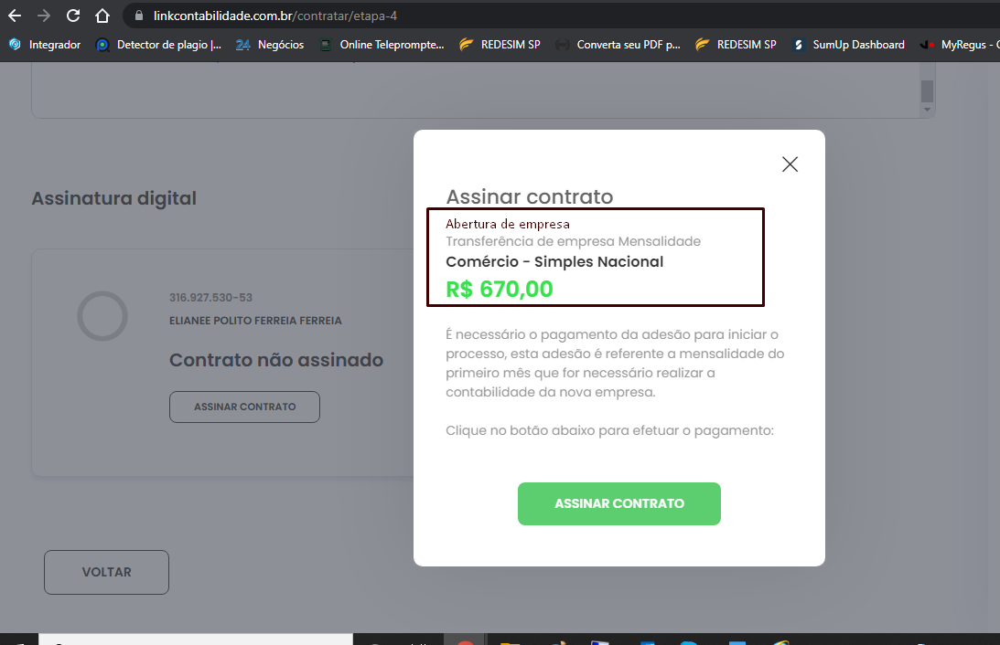 linkcontabilidade.com.br/contratar/etapa-4
Integrador
Detector de plagio |...
24 Negócios
Online Teleprompte...
REDESIM SP
Converta seu PDF p...
REDESIM SP
SumUp Dashboard
MyRegus - 
Assinatura digital
316.927.530-53
ELIANEE POLITO FERREIA FERREIA
Contrato não assinado
ASSINAR CONTRATO
VOLTAR
Assinar contrato
Abertura de empresa
Transferência de empresa Mensalidade
Comércio - Simples Nacional
R$ 670,00
É necessário o pagamento da adesão para iniciar o
processo, esta adesão é referente a mensalidade do
primeiro mês que for necessário realizar a
contabilidade da nova empresa.
Clique no botão abaixo para efetuar o pagamento:
ASSINAR CONTRATO